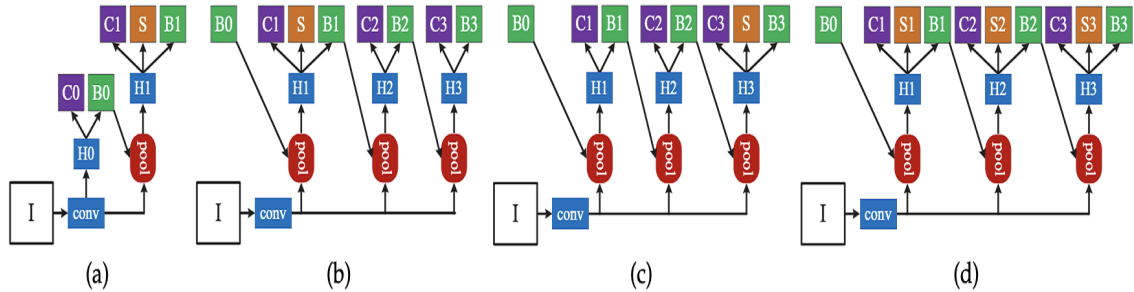 C1 S B1 B0 C1 S B1 C2 B2 C3 B3 B0 C1 B1 C2 B2 C3 S B3 B0 C1 S1 B1 C2 S2 B2 C3 S3 B3
C0 B0 H1 H1 H2 H3 H1 H2 H3 H1 H2 H3
H0 pool pool pool pool pool pool pool pool pool pool
I conv I conv I conv I conv
(a) (b) (c) (d)